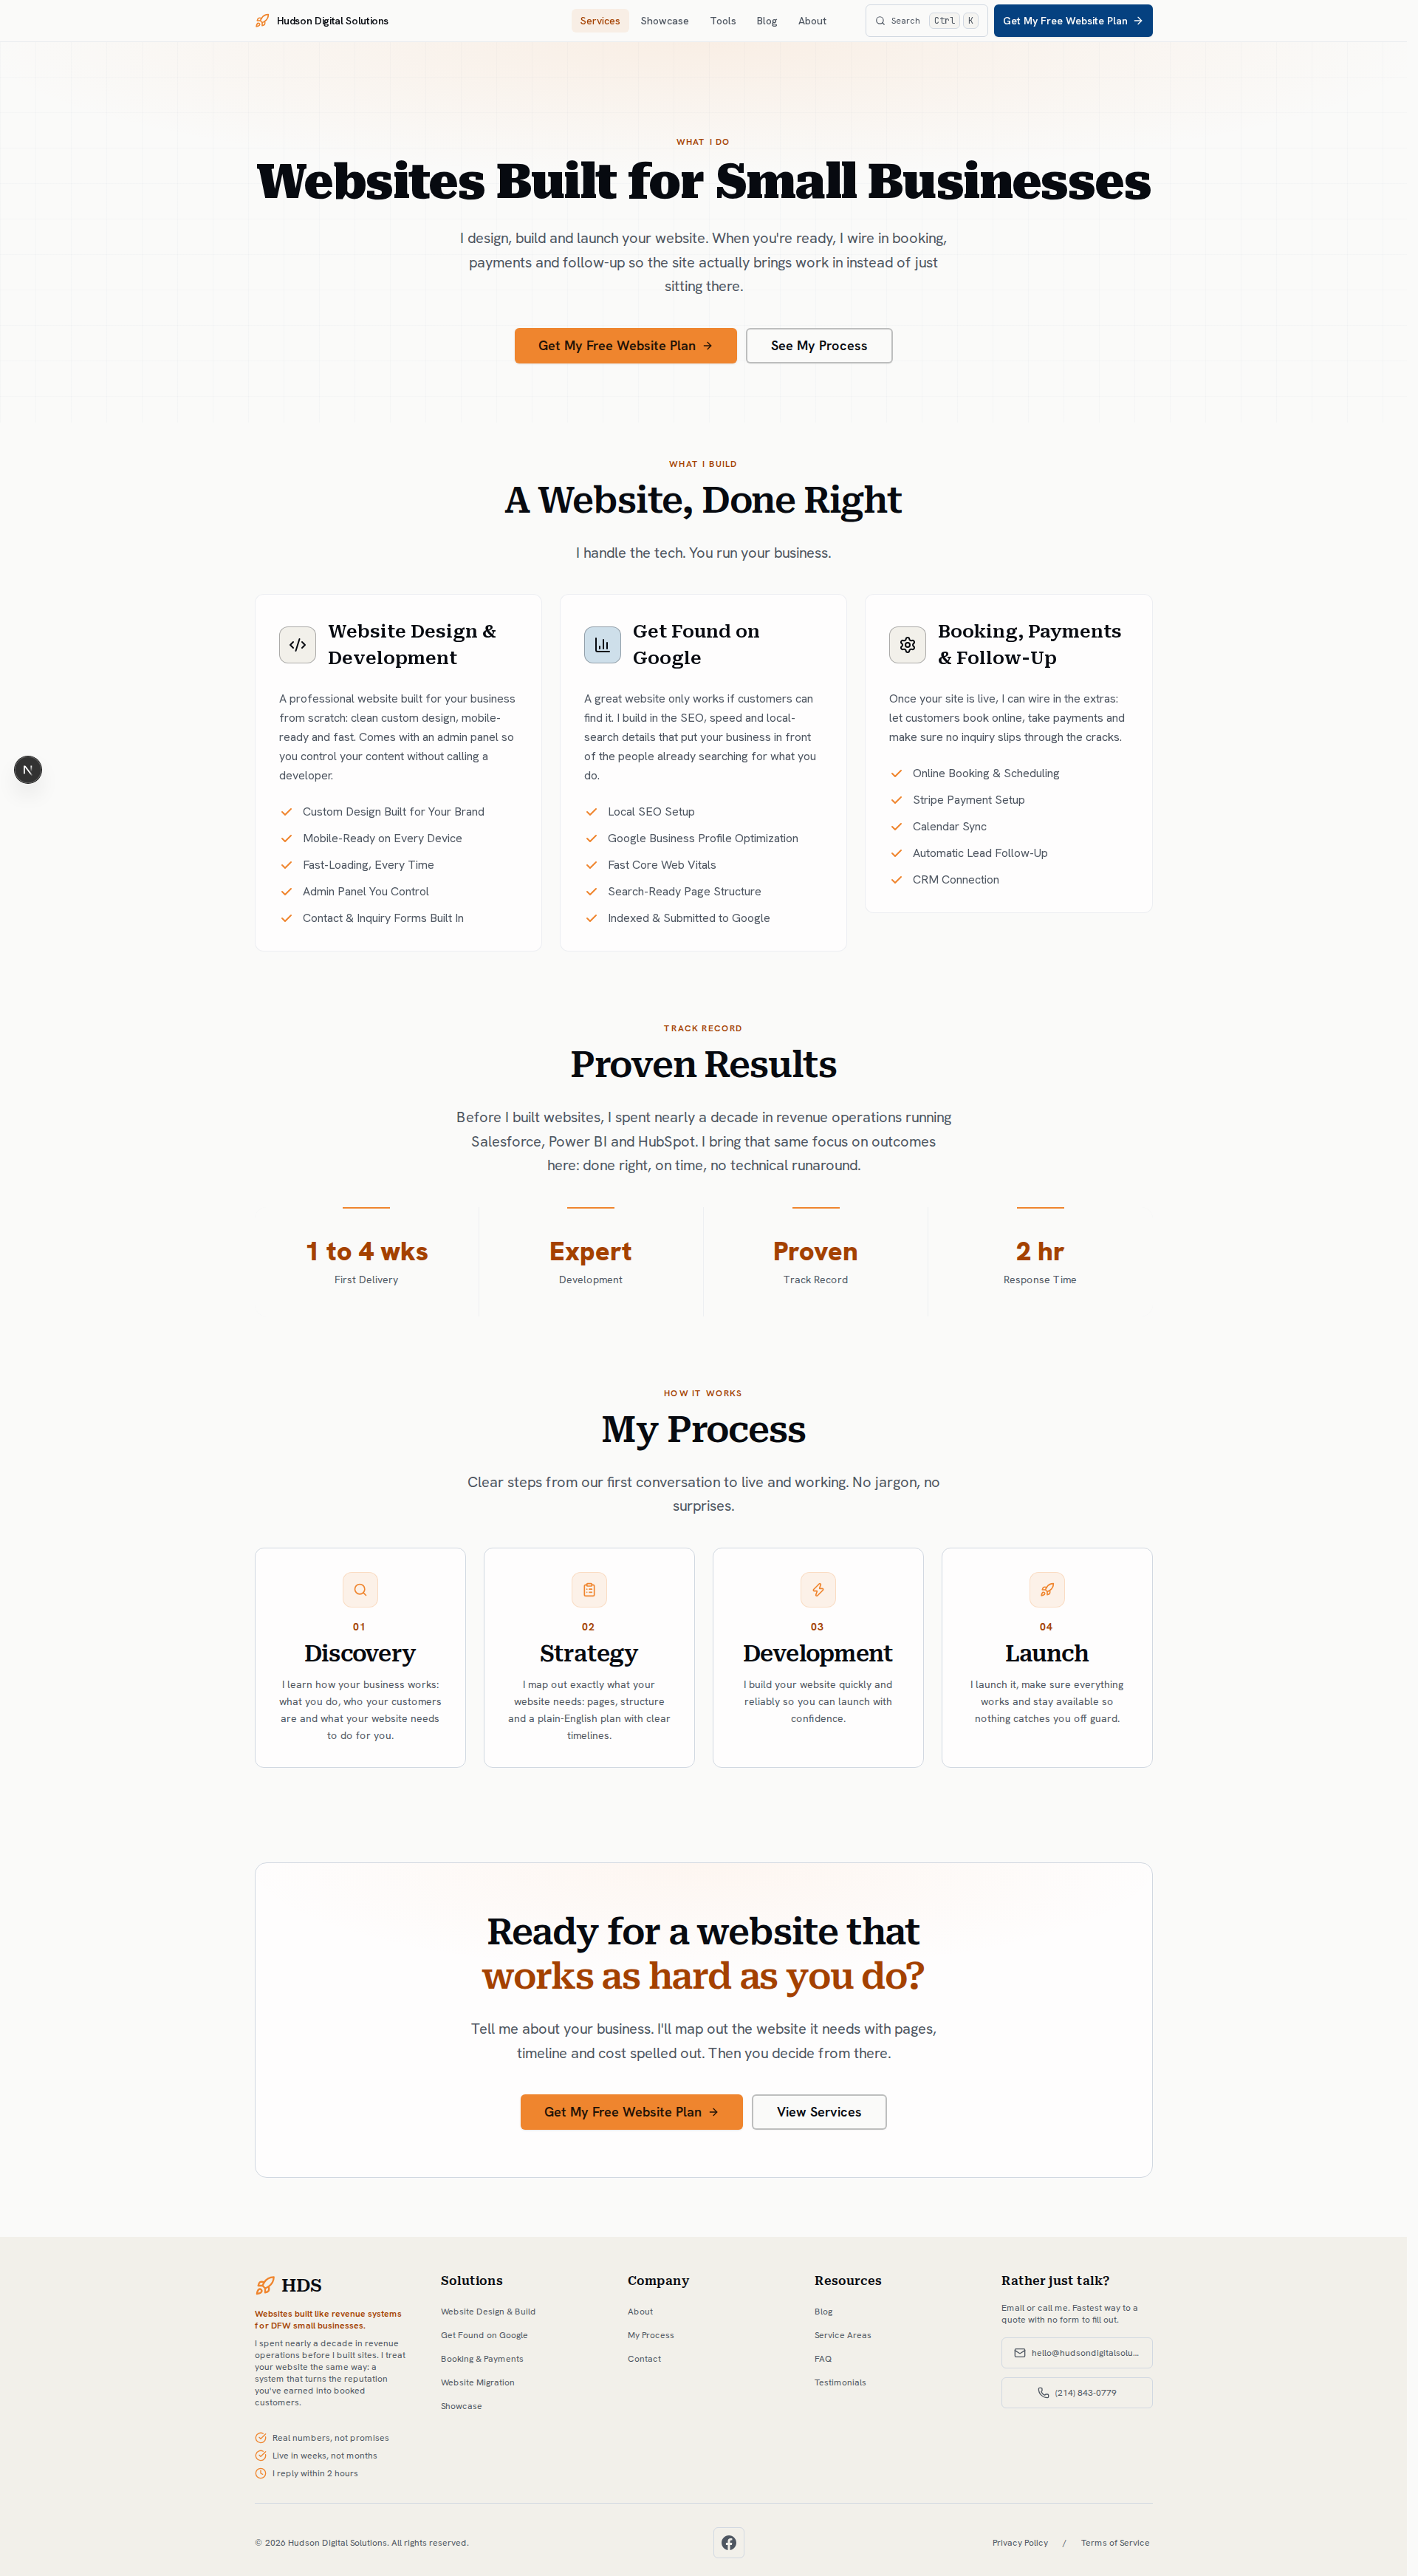 Hudson Digital Solutions
Services
Showcase
Tools
Blog
About
Search Ctrl K
Get My Free Website Plan
WHAT I DO
Websites Built for Small Businesses
I design, build and launch your website. When you're ready, I wire in booking,
payments and follow-up so the site actually brings work in instead of just
sitting there.
Get My Free Website Plan
See My Process
WHAT I BUILD
A Website, Done Right
I handle the tech. You run your business.
Website Design &
Development
A professional website built for your business
from scratch: clean custom design, mobile-
ready and fast. Comes with an admin panel so
you control your content without calling a
developer.
Custom Design Built for Your Brand
Mobile-Ready on Every Device
Fast-Loading, Every Time
Admin Panel You Control
Contact & Inquiry Forms Built In
Get Found on
Google
A great website only works if customers can
find it. I build in the SEO, speed and local-
search details that put your business in front
of the people already searching for what you
do.
Local SEO Setup
Google Business Profile Optimization
Fast Core Web Vitals
Search-Ready Page Structure
Indexed & Submitted to Google
Booking, Payments
& Follow-Up
Once your site is live, I can wire in the extras:
let customers book online, take payments and
make sure no inquiry slips through the cracks.
Online Booking & Scheduling
Stripe Payment Setup
Calendar Sync
Automatic Lead Follow-Up
CRM Connection
N
TRACK RECORD
Proven Results
Before I built websites, I spent nearly a decade in revenue operations running
Salesforce, Power BI and HubSpot. I bring that same focus on outcomes
here: done right, on time, no technical runaround.
1 to 4 wks
First Delivery
Expert
Development
Proven
Track Record
2 hr
Response Time
HOW IT WORKS
My Process
Clear steps from our first conversation to live and working. No jargon, no
surprises.
01
Discovery
I learn how your business works:
what you do, who your customers
are and what your website needs
to do for you.
02
Strategy
I map out exactly what your
website needs: pages, structure
and a plain-English plan with clear
timelines.
03
Development
I build your website quickly and
reliably so you can launch with
confidence.
04
Launch
I launch it, make sure everything
works and stay available so
nothing catches you off guard.
Ready for a website that
works as hard as you do?
Tell me about your business. I'll map out the website it needs with pages,
timeline and cost spelled out. Then you decide from there.
Get My Free Website Plan
View Services
HDS
Websites built like revenue systems
for DFW small businesses.
I spent nearly a decade in revenue
operations before I built sites. I treat
your website the same way: a
system that turns the reputation
you've earned into booked
customers.
Real numbers, not promises
Live in weeks, not months
I reply within 2 hours
Solutions
Website Design & Build
Get Found on Google
Booking & Payments
Website Migration
Showcase
Company
About
My Process
Contact
Resources
Blog
Service Areas
FAQ
Testimonials
Rather just talk?
Email or call me. Fastest way to a
quote with no form to fill out.
hello@hudsondigitalsolu...
(214) 843-0779
© 2026 Hudson Digital Solutions. All rights reserved.
Privacy Policy / Terms of Service